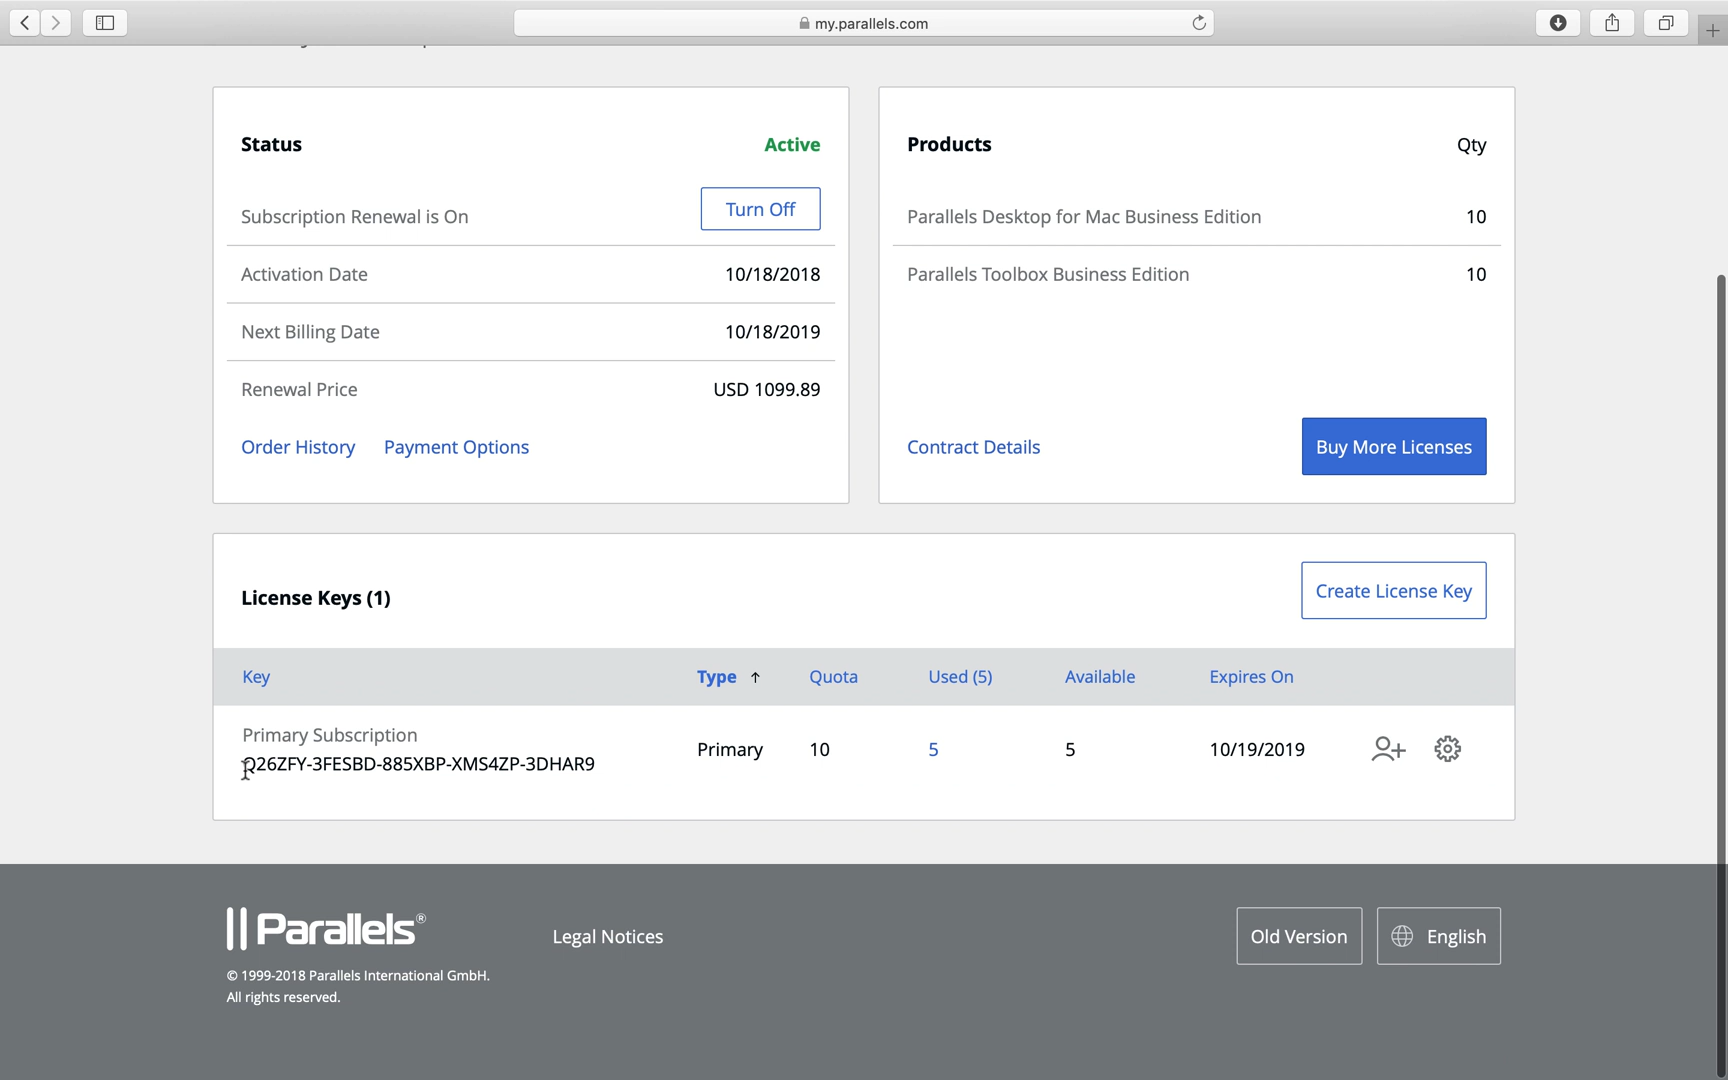 my.parallels.com
Status
Active
Subscription Renewal is On
Turn Off
Activation Date
10/18/2018
Next Billing Date
10/18/2019
Renewal Price
USD 1099.89
Order History
Payment Options
Products
Qty
Parallels Desktop for Mac Business Edition
10
Parallels Toolbox Business Edition
10
Contract Details
Buy More Licenses
License Keys (1)
Create License Key
Key
Type ↑
Quota
Used (5)
Available
Expires On
Primary Subscription
Q26ZFY-3FESBD-885XBP-XMS4ZP-3DHAR9
Primary
10
5
5
10/19/2019
Parallels®
Legal Notices
Old Version
English
© 1999-2018 Parallels International GmbH.
All rights reserved.